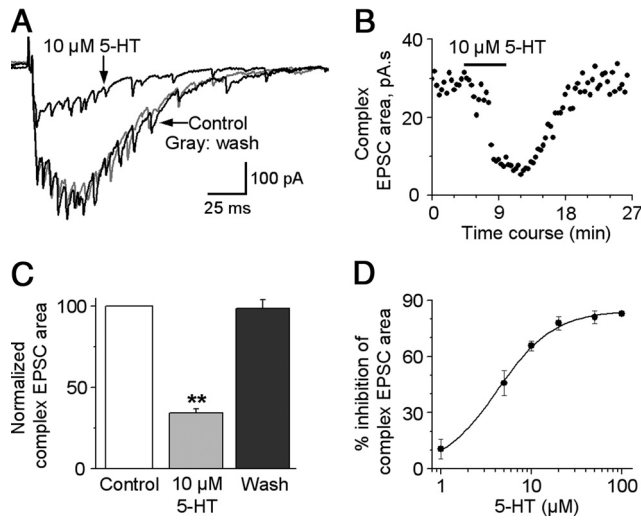 A
10 µM 5-HT
Control
Gray: wash
100 pA
25 ms
B
Complex
EPSC area, pA.s
40
30
20
10
0
10 µM 5-HT
0 9 18 27
Time course (min)
C
Normalized
complex EPSC area
100
50
0
**
Control 10 µM 5-HT Wash
D
% inhibition of
complex EPSC area
90
60
30
0
1 10 100
5-HT (µM)